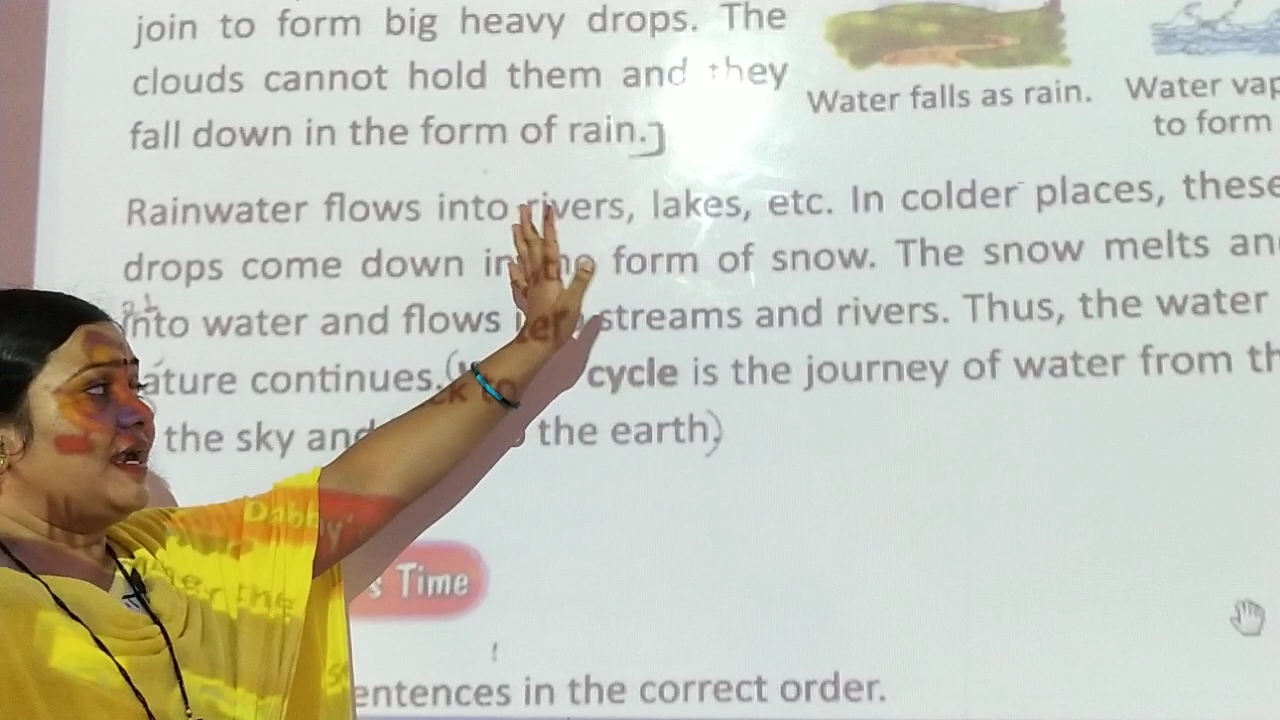 join to form big heavy drops. The
clouds cannot hold them and they
fall down in the form of rain.
Water falls as rain.
Water vap
to form
Rainwater flows into rivers, lakes, etc. In colder places, these
drops come down in the form of snow. The snow melts an
into water and flows streams and rivers. Thus, the water
ature continues. cycle is the journey of water from th
the sky and the earth)
Time
entences in the correct order.